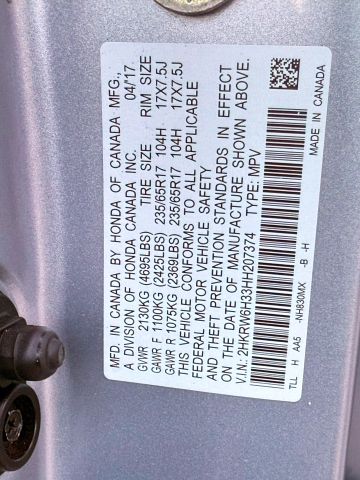 MFD. IN CANADA BY HONDA OF CANADA MFG.,
A DIVISION OF HONDA CANADA INC. 04/17
GVWR 2130KG (4695LBS) TIRE SIZE RIM SIZE
GAWR F 1100KG (2425LBS) 235/65R17 104H 17X7.5J
GAWR R 1075KG (2369LBS) 235/65R17 104H 17X7.5J
THIS VEHICLE CONFORMS TO ALL APPLICABLE
FEDERAL MOTOR VEHICLE SAFETY
AND THEFT PREVENTION STANDARDS IN EFFECT
ON THE DATE OF MANUFACTURE SHOWN ABOVE.
V.I.N.: 2HKRW6H33HH207374 TYPE: MPV
MADE IN CANADA
TLL H AA5 -NH830MX -B -H